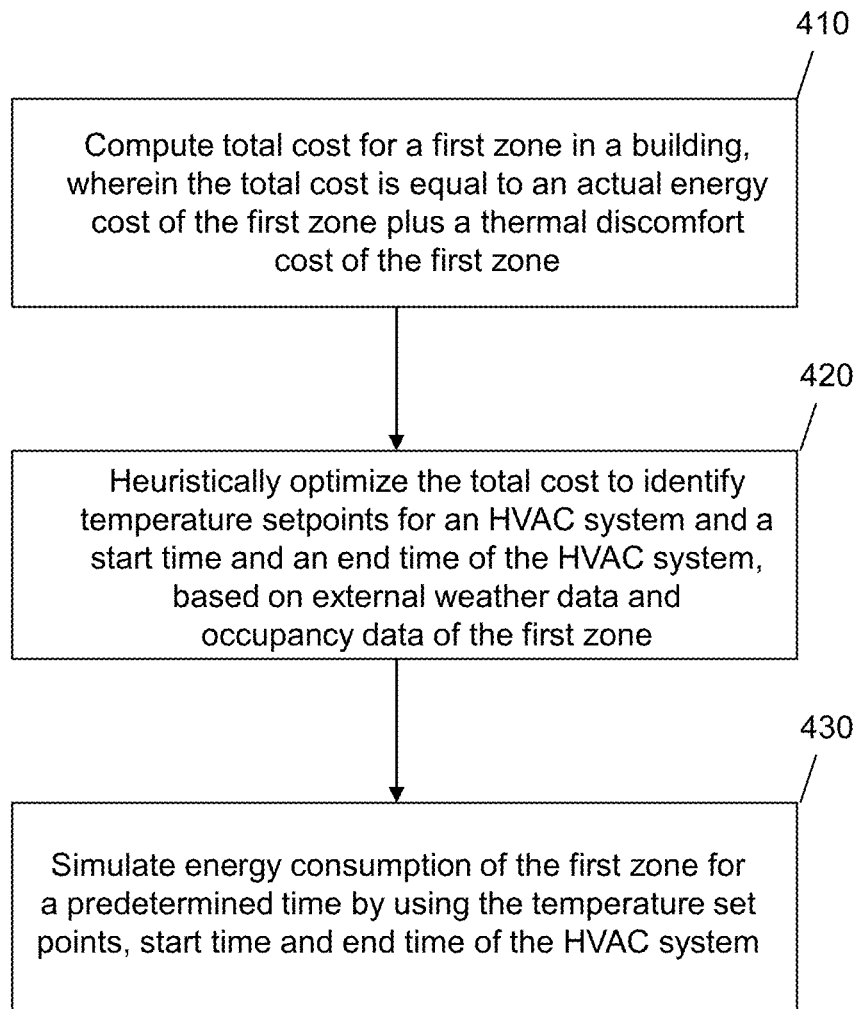 410
Compute total cost for a first zone in a building,
wherein the total cost is equal to an actual energy
cost of the first zone plus a thermal discomfort
cost of the first zone
420
Heuristically optimize the total cost to identify
temperature setpoints for an HVAC system and a
start time and an end time of the HVAC system,
based on external weather data and
occupancy data of the first zone
430
Simulate energy consumption of the first zone for
a predetermined time by using the temperature set
points, start time and end time of the HVAC system